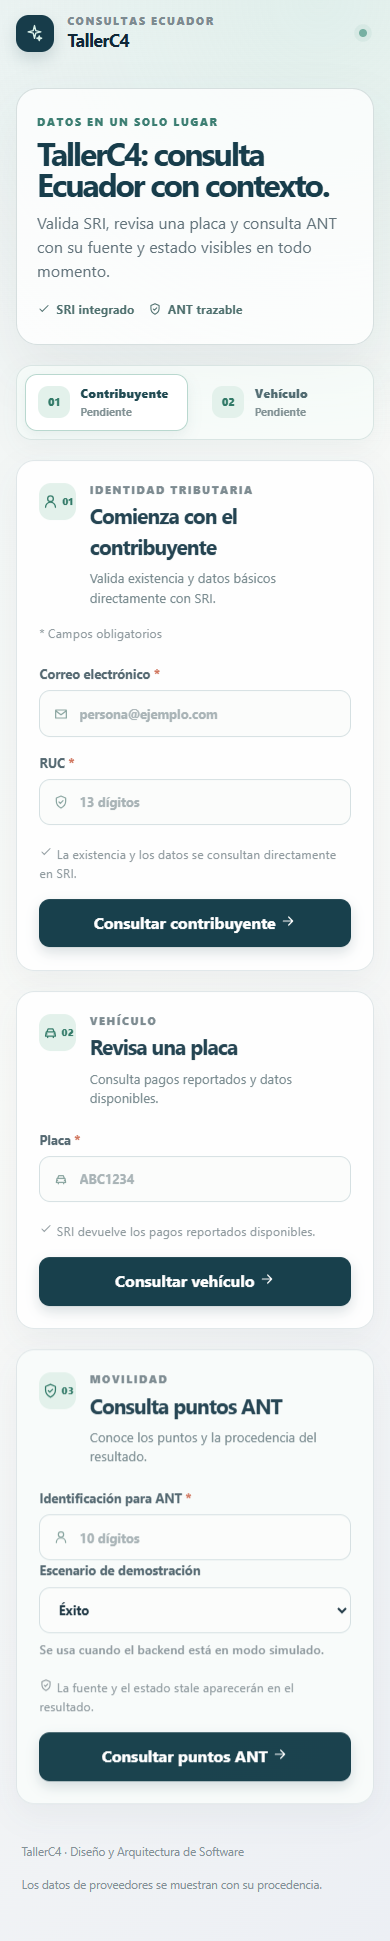 CONSULTAS ECUADOR
TallerC4
DATOS EN UN SOLO LUGAR
TallerC4: consulta
Ecuador con contexto.
Valida SRI, revisa una placa y consulta ANT
con su fuente y estado visibles en todo
momento.
SRI integrado ANT trazable
01 Contribuyente
Pendiente
02 Vehículo
Pendiente
01
IDENTIDAD TRIBUTARIA
Comienza con el
contribuyente
Valida existencia y datos básicos
directamente con SRI.
* Campos obligatorios
Correo electrónico *
persona@ejemplo.com
RUC *
13 dígitos
La existencia y los datos se consultan directamente
en SRI.
Consultar contribuyente →
02
VEHÍCULO
Revisa una placa
Consulta pagos reportados y datos
disponibles.
Placa *
ABC1234
SRI devuelve los pagos reportados disponibles.
Consultar vehículo →
03
MOVILIDAD
Consulta puntos ANT
Conoce los puntos y la procedencia del
resultado.
Identificación para ANT *
10 dígitos
Escenario de demostración
Éxito
Se usa cuando el backend está en modo simulado.
La fuente y el estado stale aparecerán en el
resultado.
Consultar puntos ANT →
TallerC4 · Diseño y Arquitectura de Software
Los datos de proveedores se muestran con su procedencia.